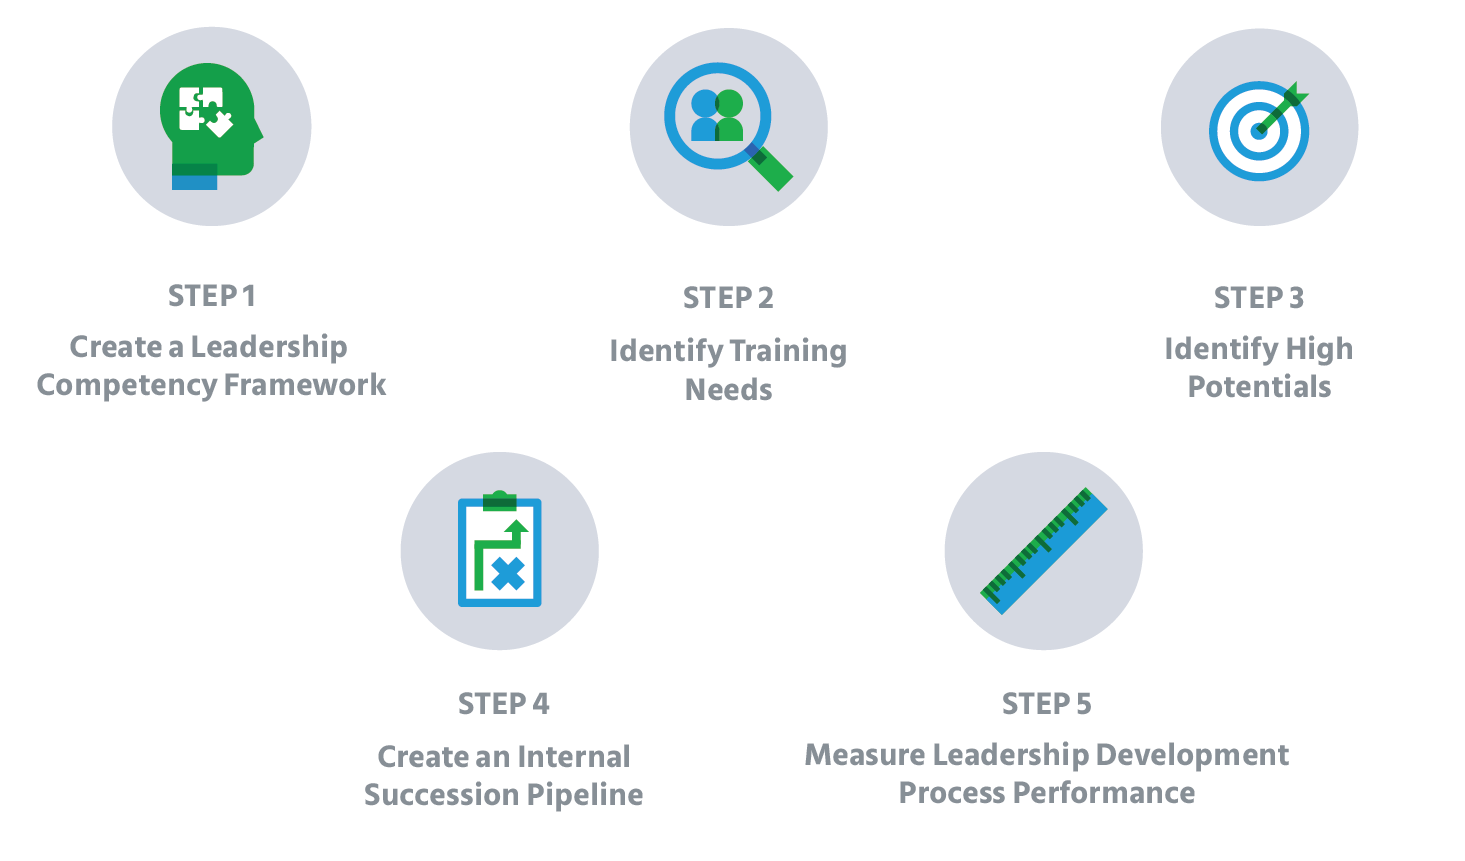 STEP 1
Create a Leadership
Competency Framework
STEP 2
Identify Training
Needs
STEP 3
Identify High
Potentials
STEP 4
Create an Internal
Succession Pipeline
STEP 5
Measure Leadership Development
Process Performance